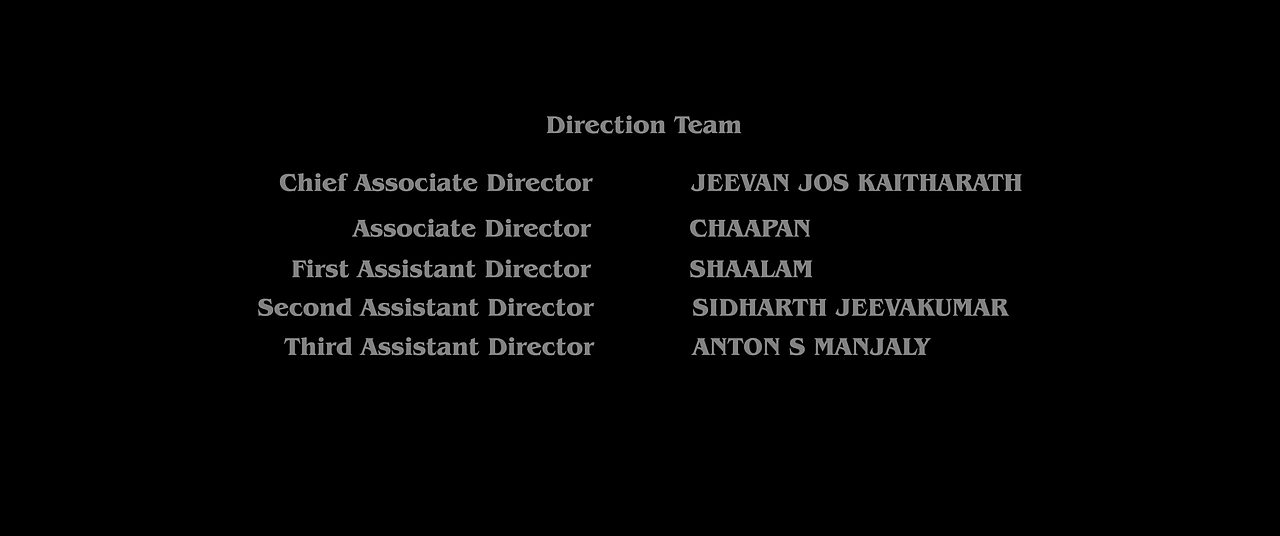 Direction Team
Chief Associate Director JEEVAN JOS KAITHARATH
Associate Director CHAAPAN
First Assistant Director SHAALAM
Second Assistant Director SIDHARTH JEEVAKUMAR
Third Assistant Director ANTON S MANJALY